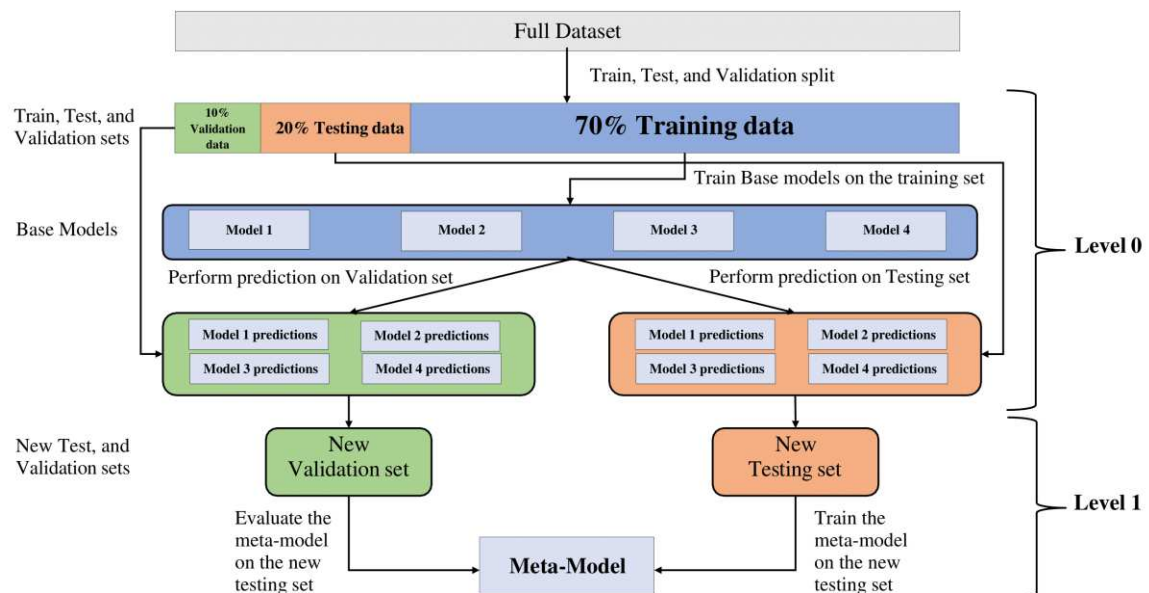 Full Dataset
Train, Test, and Validation split
Train, Test, and
Validation sets
10%
Validation
data
20% Testing data
70% Training data
Train Base models on the training set
Base Models
Model 1
Model 2
Model 3
Model 4
Level 0
Perform prediction on Validation set
Perform prediction on Testing set
Model 1 predictions
Model 2 predictions
Model 3 predictions
Model 4 predictions
Model 1 predictions
Model 2 predictions
Model 3 predictions
Model 4 predictions
New Test, and
Validation sets
New
Validation set
New
Testing set
Level 1
Evaluate the
meta-model
on the new
testing set
Meta-Model
Train the
meta-model
on the new
testing set